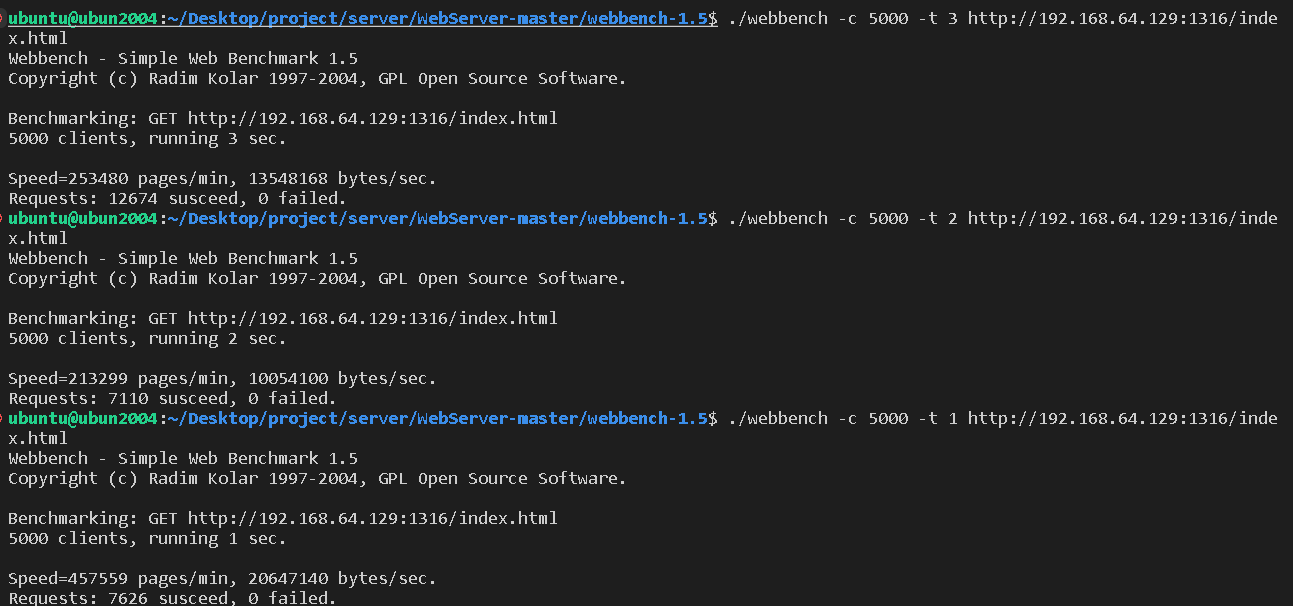 ubuntu@ubun2004:~/Desktop/project/server/WebServer-master/webbench-1.5$ ./webbench -c 5000 -t 3 http://192.168.64.129:1316/inde
x.html
Webbench - Simple Web Benchmark 1.5
Copyright (c) Radim Kolar 1997-2004, GPL Open Source Software.

Benchmarking: GET http://192.168.64.129:1316/index.html
5000 clients, running 3 sec.

Speed=253480 pages/min, 13548168 bytes/sec.
Requests: 12674 susceed, 0 failed.
ubuntu@ubun2004:~/Desktop/project/server/WebServer-master/webbench-1.5$ ./webbench -c 5000 -t 2 http://192.168.64.129:1316/inde
x.html
Webbench - Simple Web Benchmark 1.5
Copyright (c) Radim Kolar 1997-2004, GPL Open Source Software.

Benchmarking: GET http://192.168.64.129:1316/index.html
5000 clients, running 2 sec.

Speed=213299 pages/min, 10054100 bytes/sec.
Requests: 7110 susceed, 0 failed.
ubuntu@ubun2004:~/Desktop/project/server/WebServer-master/webbench-1.5$ ./webbench -c 5000 -t 1 http://192.168.64.129:1316/inde
x.html
Webbench - Simple Web Benchmark 1.5
Copyright (c) Radim Kolar 1997-2004, GPL Open Source Software.

Benchmarking: GET http://192.168.64.129:1316/index.html
5000 clients, running 1 sec.

Speed=457559 pages/min, 20647140 bytes/sec.
Requests: 7626 susceed, 0 failed.